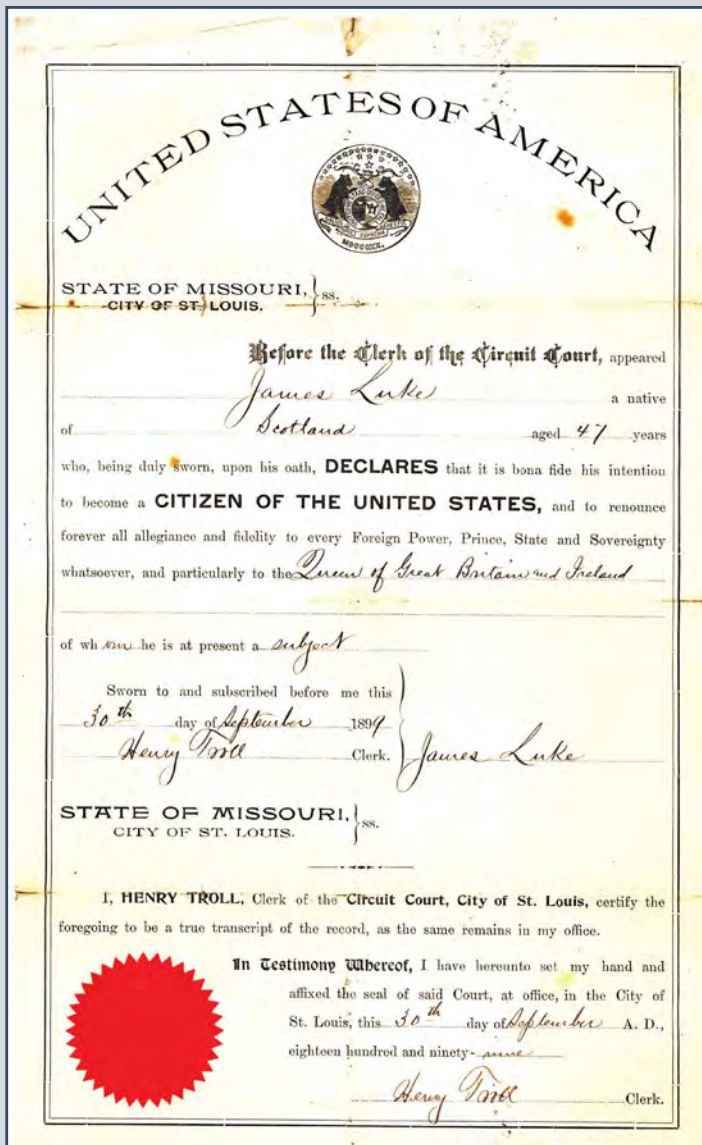 UNITED STATES OF AMERICA
MDCCCXX.
STATE OF MISSOURI, } ss.
CITY OF ST. LOUIS.
Before the Clerk of the Circuit Court, appeared
James Luke a native
of Scotland aged 47 years
who, being duly sworn, upon his oath, DECLARES that it is bona fide his intention
to become a CITIZEN OF THE UNITED STATES, and to renounce
forever all allegiance and fidelity to every Foreign Power, Prince, State and Sovereignty
whatsoever, and particularly to the Queen of Great Britain and Ireland
of whom he is at present a subject
Sworn to and subscribed before me this
30th day of September 1899
Henry Troll Clerk. James Luke
STATE OF MISSOURI, } ss.
CITY OF ST. LOUIS.
I, HENRY TROLL, Clerk of the Circuit Court, City of St. Louis, certify the
foregoing to be a true transcript of the record, as the same remains in my office.
In Testimony Whereof, I have hereunto set my hand and
affixed the seal of said Court, at office, in the City of
St. Louis, this 30th day of September A. D.,
eighteen hundred and ninety-nine
Henry Troll Clerk.